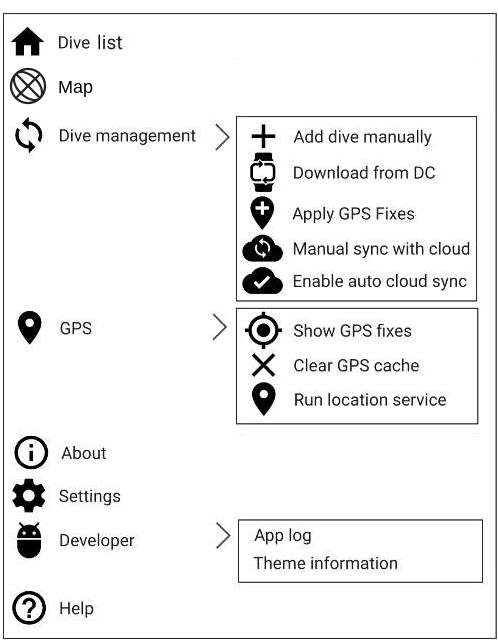 Dive list
Map
Dive management
Add dive manually
Download from DC
Apply GPS Fixes
Manual sync with cloud
Enable auto cloud sync
GPS
Show GPS fixes
Clear GPS cache
Run location service
About
Settings
Developer
App log
Theme information
Help